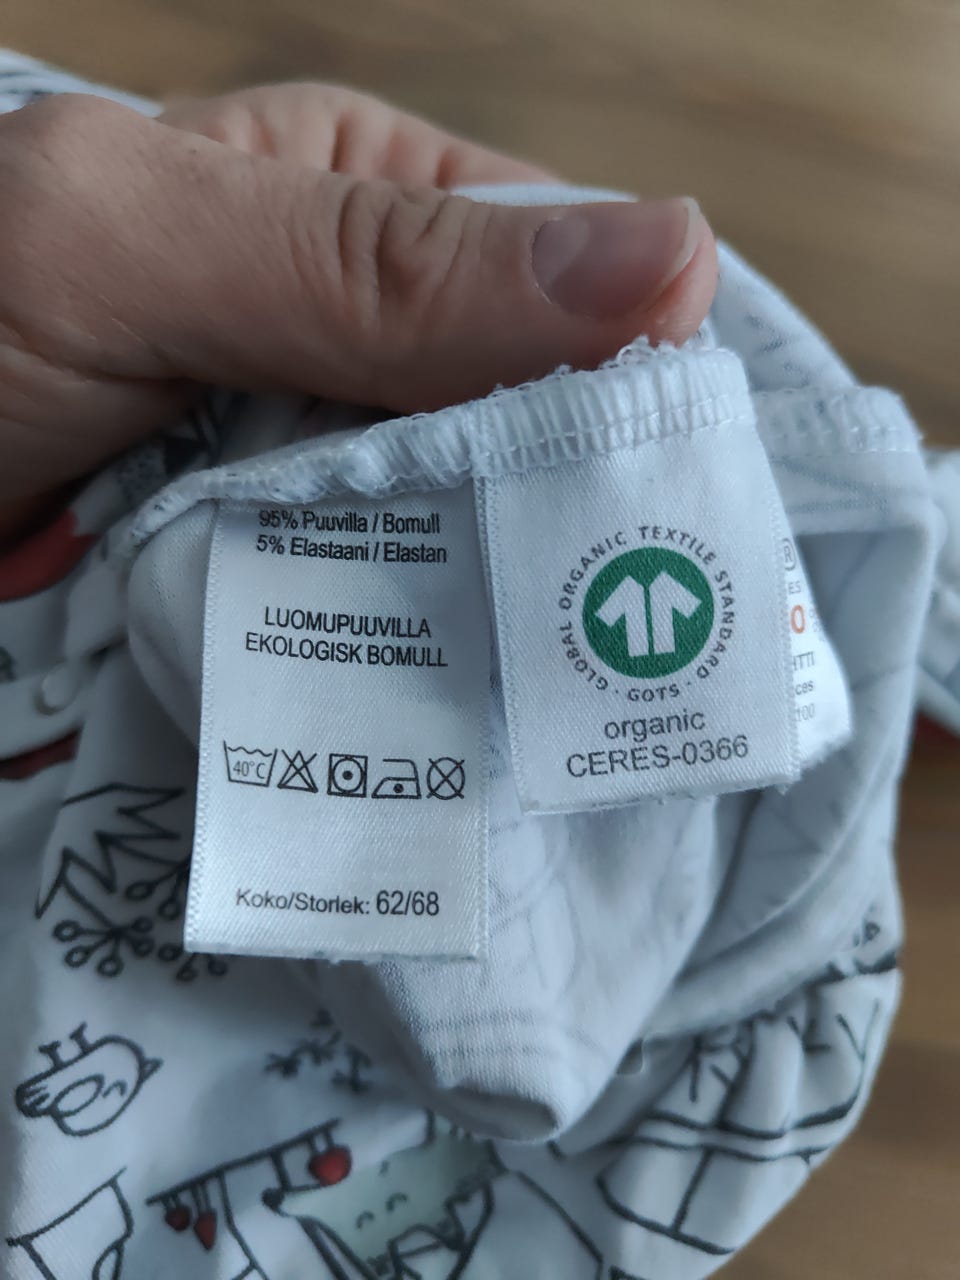 95% Puuvilla / Bomull
5% Elastaani / Elastan
LUOMUPUUVILLA
EKOLOGISK BOMULL
40°C
Koko/Storlek: 62/68
GLOBAL ORGANIC TEXTILE STANDARD · GOTS ·
organic
CERES-0366